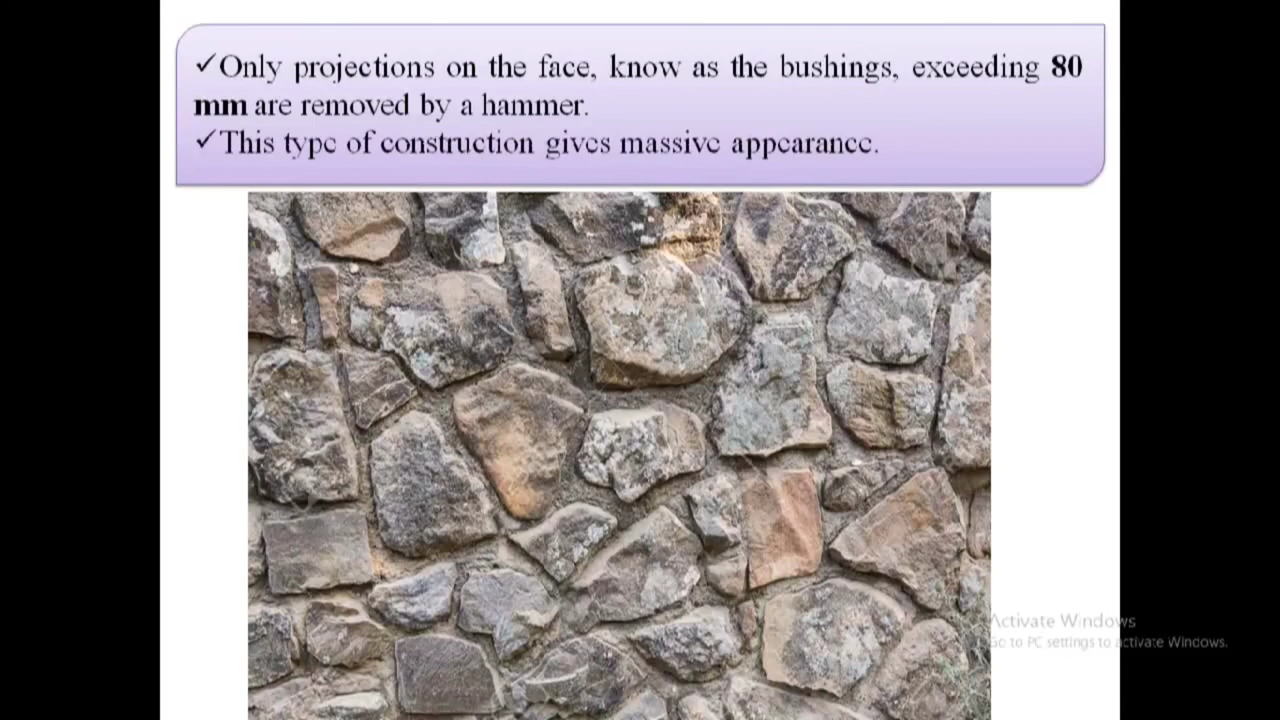 ✓Only projections on the face, know as the bushings, exceeding 80
mm are removed by a hammer.
✓This type of construction gives massive appearance.
Activate Windows
Go to PC settings to activate Windows.